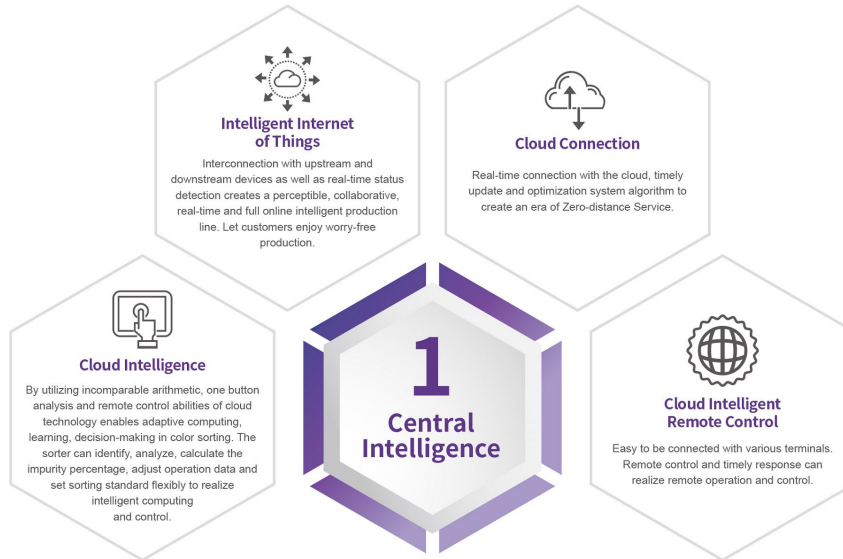 Intelligent Internet
of Things
Interconnection with upstream and
downstream devices as well as real-time status
detection creates a perceptible, collaborative,
real-time and full online intelligent production
line. Let customers enjoy worry-free
production.
Cloud Connection
Real-time connection with the cloud, timely
update and optimization system algorithm to
create an era of Zero-distance Service.
Cloud Intelligence
By utilizing incomparable arithmetic, one button
analysis and remote control abilities of cloud
technology enables adaptive computing,
learning, decision-making in color sorting. The
sorter can identify, analyze, calculate the
impurity percentage, adjust operation data and
set sorting standard flexibly to realize
intelligent computing
and control.
1
Central
Intelligence
Cloud Intelligent
Remote Control
Easy to be connected with various terminals.
Remote control and timely response can
realize remote operation and control.